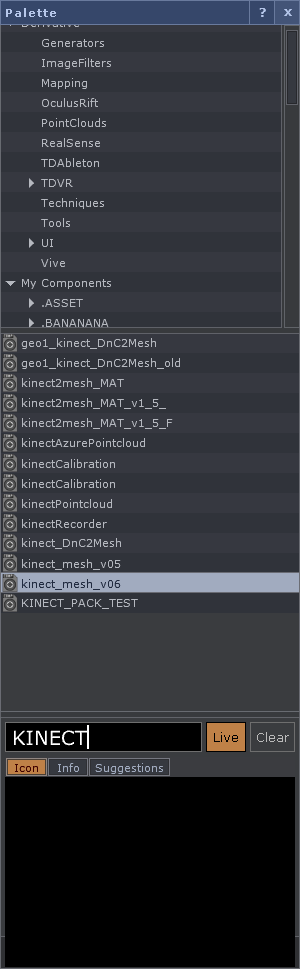 Palette ? x
Derivative
Generators
ImageFilters
Mapping
OculusRift
PointClouds
RealSense
TDAbleton
TDVR
Techniques
Tools
UI
Vive
My Components
.ASSET
.BANANANA
geo1_kinect_DnC2Mesh
geo1_kinect_DnC2Mesh_old
kinect2mesh_MAT
kinect2mesh_MAT_v1_5_
kinect2mesh_MAT_v1_5_F
kinectAzurePointcloud
kinectCalibration
kinectCalibration
kinectPointcloud
kinectRecorder
kinect_DnC2Mesh
kinect_mesh_v05
kinect_mesh_v06
KINECT_PACK_TEST
KINECT Live Clear
Icon Info Suggestions